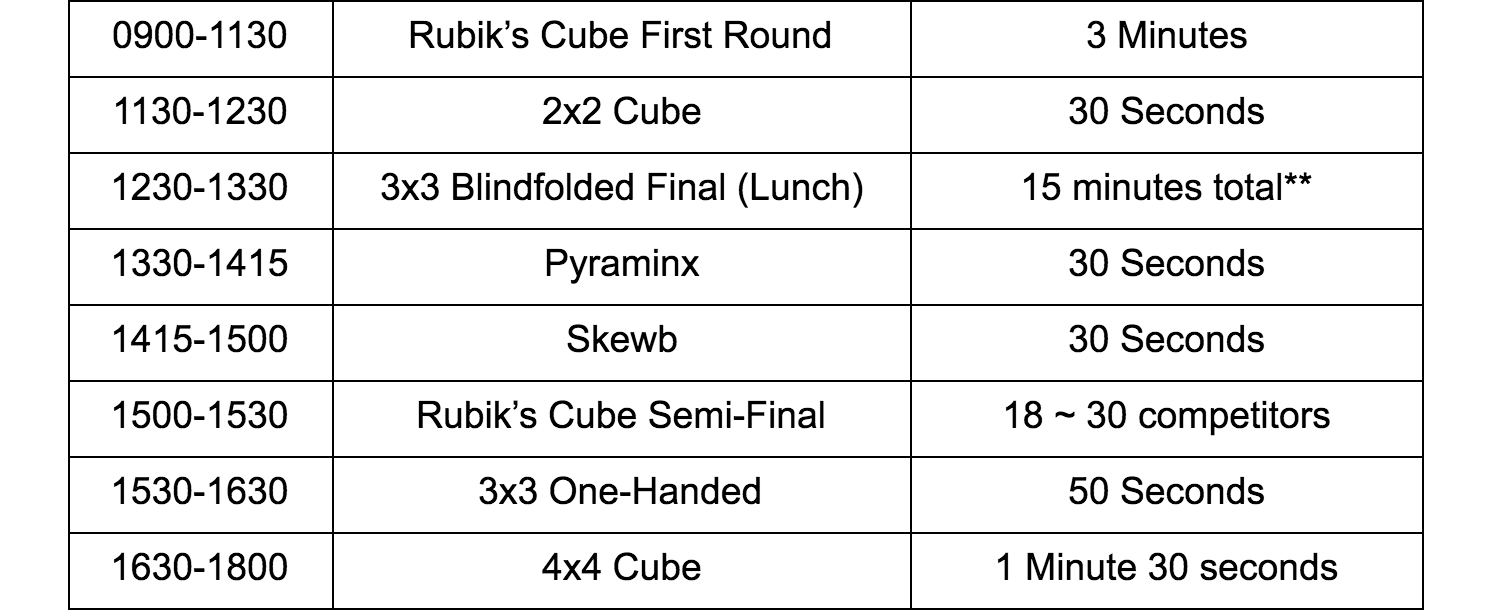 0900-1130 Rubik’s Cube First Round 3 Minutes
1130-1230 2x2 Cube 30 Seconds
1230-1330 3x3 Blindfolded Final (Lunch) 15 minutes total**
1330-1415 Pyraminx 30 Seconds
1415-1500 Skewb 30 Seconds
1500-1530 Rubik’s Cube Semi-Final 18 ~ 30 competitors
1530-1630 3x3 One-Handed 50 Seconds
1630-1800 4x4 Cube 1 Minute 30 seconds